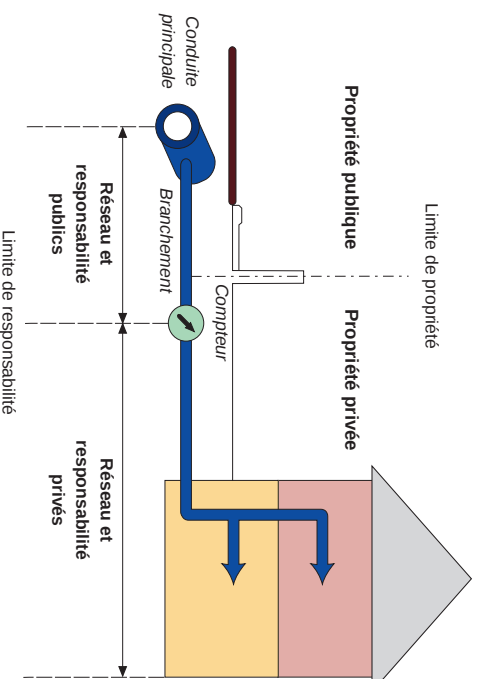 Limite de propriété
Propriété publique
Propriété privée
Conduite
principale
Branchement
Compteur
Réseau et
responsabilité
publics
Réseau et
responsabilité
privés
Limite de responsabilité